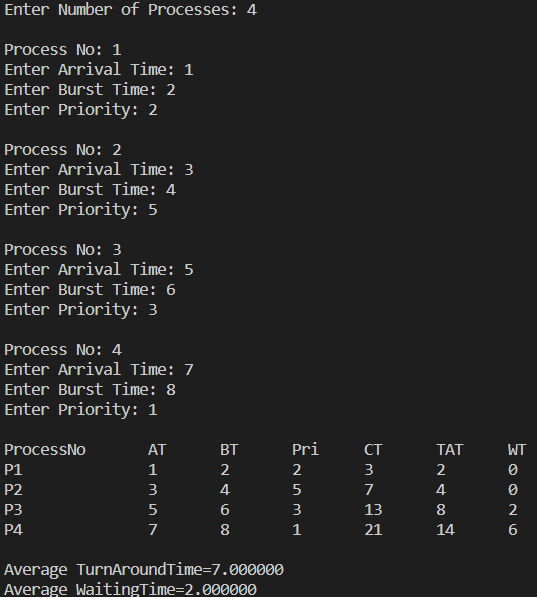 Enter Number of Processes: 4
Process No: 1
Enter Arrival Time: 1
Enter Burst Time: 2
Enter Priority: 2
Process No: 2
Enter Arrival Time: 3
Enter Burst Time: 4
Enter Priority: 5
Process No: 3
Enter Arrival Time: 5
Enter Burst Time: 6
Enter Priority: 3
Process No: 4
Enter Arrival Time: 7
Enter Burst Time: 8
Enter Priority: 1
ProcessNo AT BT Pri CT TAT WT
P1 1 2 2 3 2 0
P2 3 4 5 7 4 0
P3 5 6 3 13 8 2
P4 7 8 1 21 14 6
Average TurnAroundTime=7.000000
Average WaitingTime=2.000000